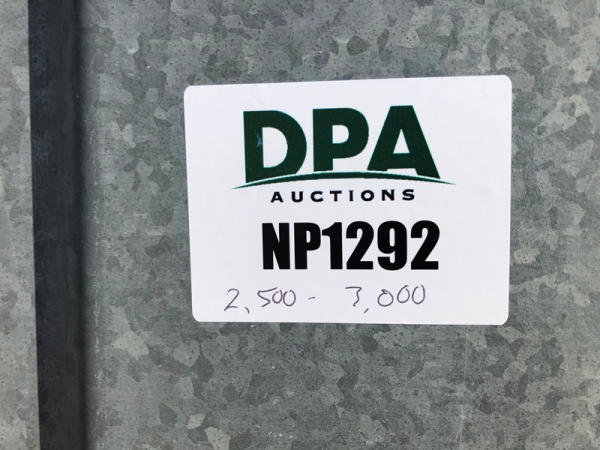 DPA
AUCTIONS
NP1292
2,500 - 3,000